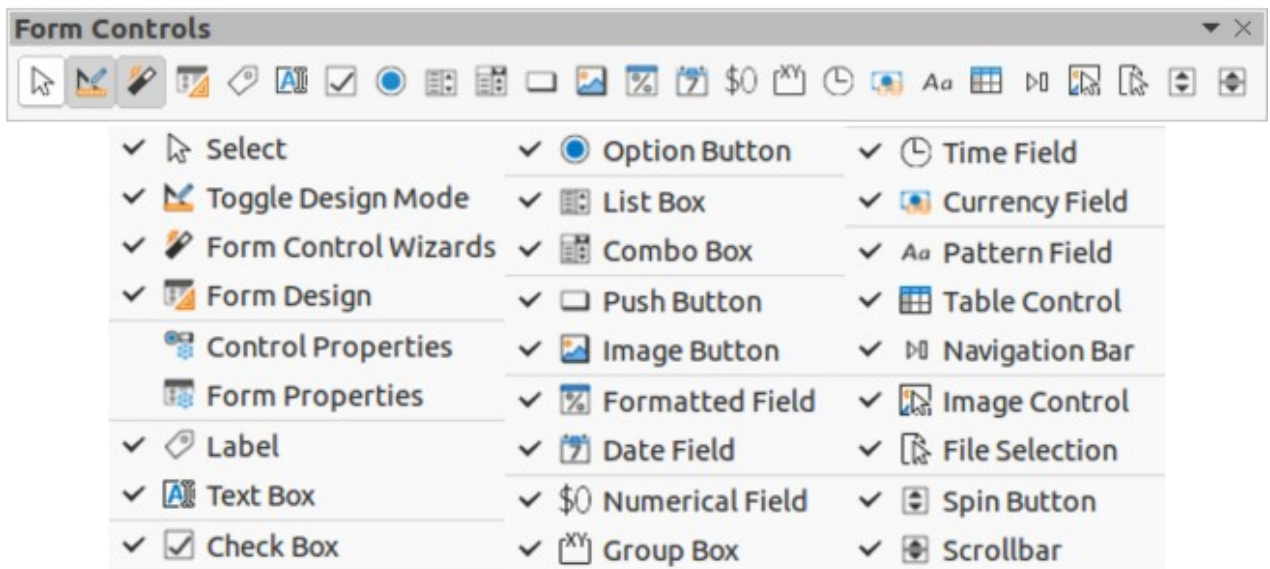 Form Controls
Select
Toggle Design Mode
Form Control Wizards
Form Design
Control Properties
Form Properties
Label
Text Box
Check Box
Option Button
List Box
Combo Box
Push Button
Image Button
Formatted Field
Date Field
Numerical Field
Group Box
Time Field
Currency Field
Pattern Field
Table Control
Navigation Bar
Image Control
File Selection
Spin Button
Scrollbar